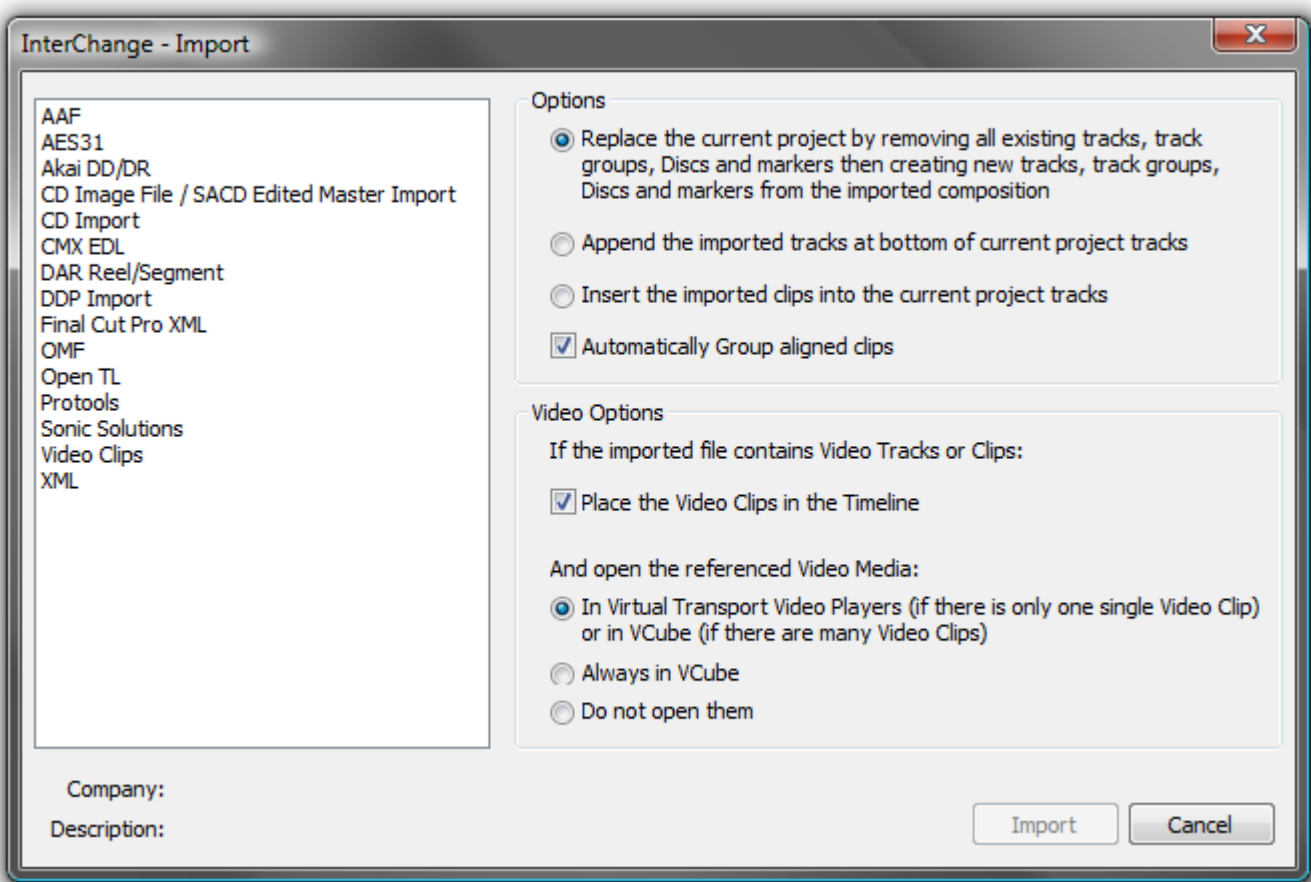 InterChange - Import
AAF
AES31
Akai DD/DR
CD Image File / SACD Edited Master Import
CD Import
CMX EDL
DAR Reel/Segment
DDP Import
Final Cut Pro XML
OMF
Open TL
Protools
Sonic Solutions
Video Clips
XML
Options
Replace the current project by removing all existing tracks, track
groups, Discs and markers then creating new tracks, track groups,
Discs and markers from the imported composition
Append the imported tracks at bottom of current project tracks
Insert the imported clips into the current project tracks
Automatically Group aligned clips
Video Options
If the imported file contains Video Tracks or Clips:
Place the Video Clips in the Timeline
And open the referenced Video Media:
In Virtual Transport Video Players (if there is only one single Video Clip)
or in VCube (if there are many Video Clips)
Always in VCube
Do not open them
Company:
Description:
Import
Cancel